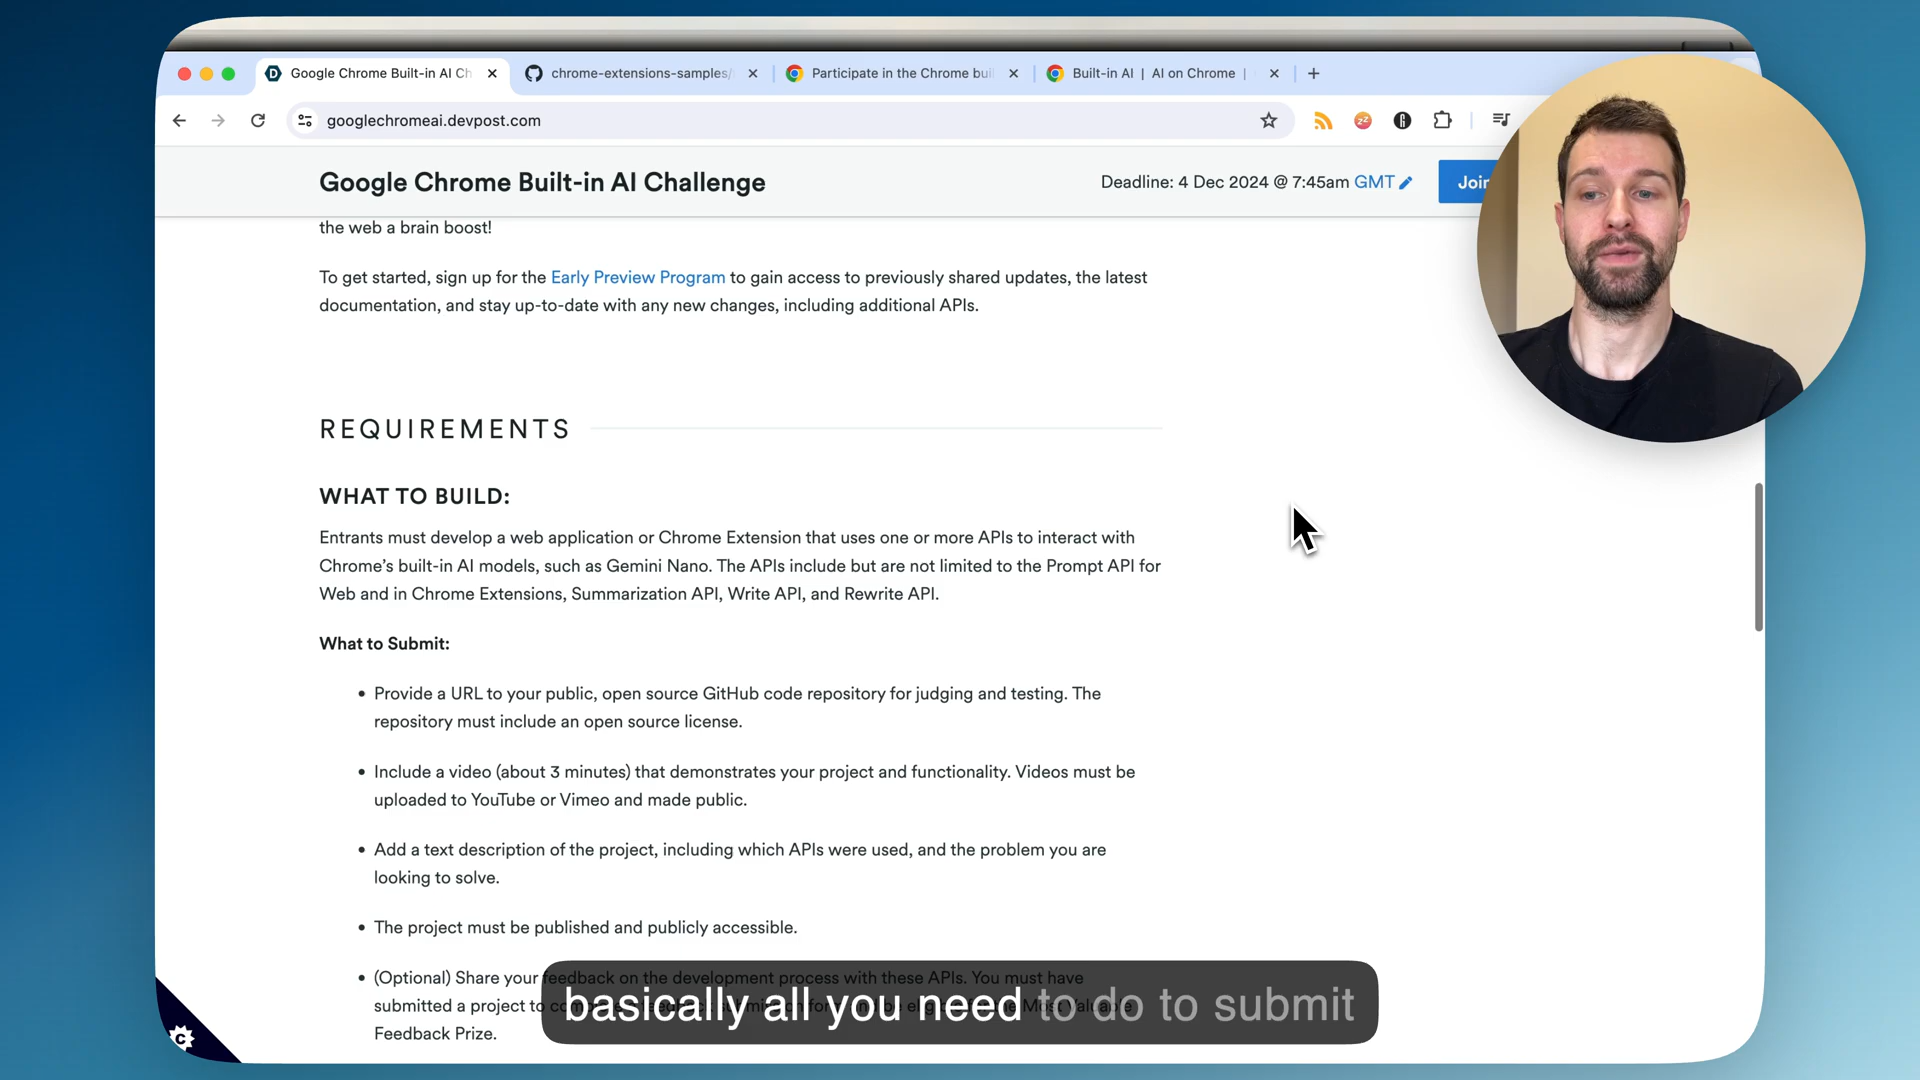 Google Chrome Built-in AI Ch
chrome-extensions-samples/
Participate in the Chrome bui
Built-in AI | AI on Chrome |
googlechromeai.devpost.com
Google Chrome Built-in AI Challenge
Deadline: 4 Dec 2024 @ 7:45am GMT
Join
the web a brain boost!
To get started, sign up for the Early Preview Program to gain access to previously shared updates, the latest
documentation, and stay up-to-date with any new changes, including additional APIs.
REQUIREMENTS
WHAT TO BUILD:
Entrants must develop a web application or Chrome Extension that uses one or more APIs to interact with
Chrome’s built-in AI models, such as Gemini Nano. The APIs include but are not limited to the Prompt API for
Web and in Chrome Extensions, Summarization API, Write API, and Rewrite API.
What to Submit:
• Provide a URL to your public, open source GitHub code repository for judging and testing. The
repository must include an open source license.
• Include a video (about 3 minutes) that demonstrates your project and functionality. Videos must be
uploaded to YouTube or Vimeo and made public.
• Add a text description of the project, including which APIs were used, and the problem you are
looking to solve.
• The project must be published and publicly accessible.
• (Optional) Share your feedback on the development process with these APIs. You must have
submitted a project to Most Valuable
Feedback Prize.
basically all you need to do to submit